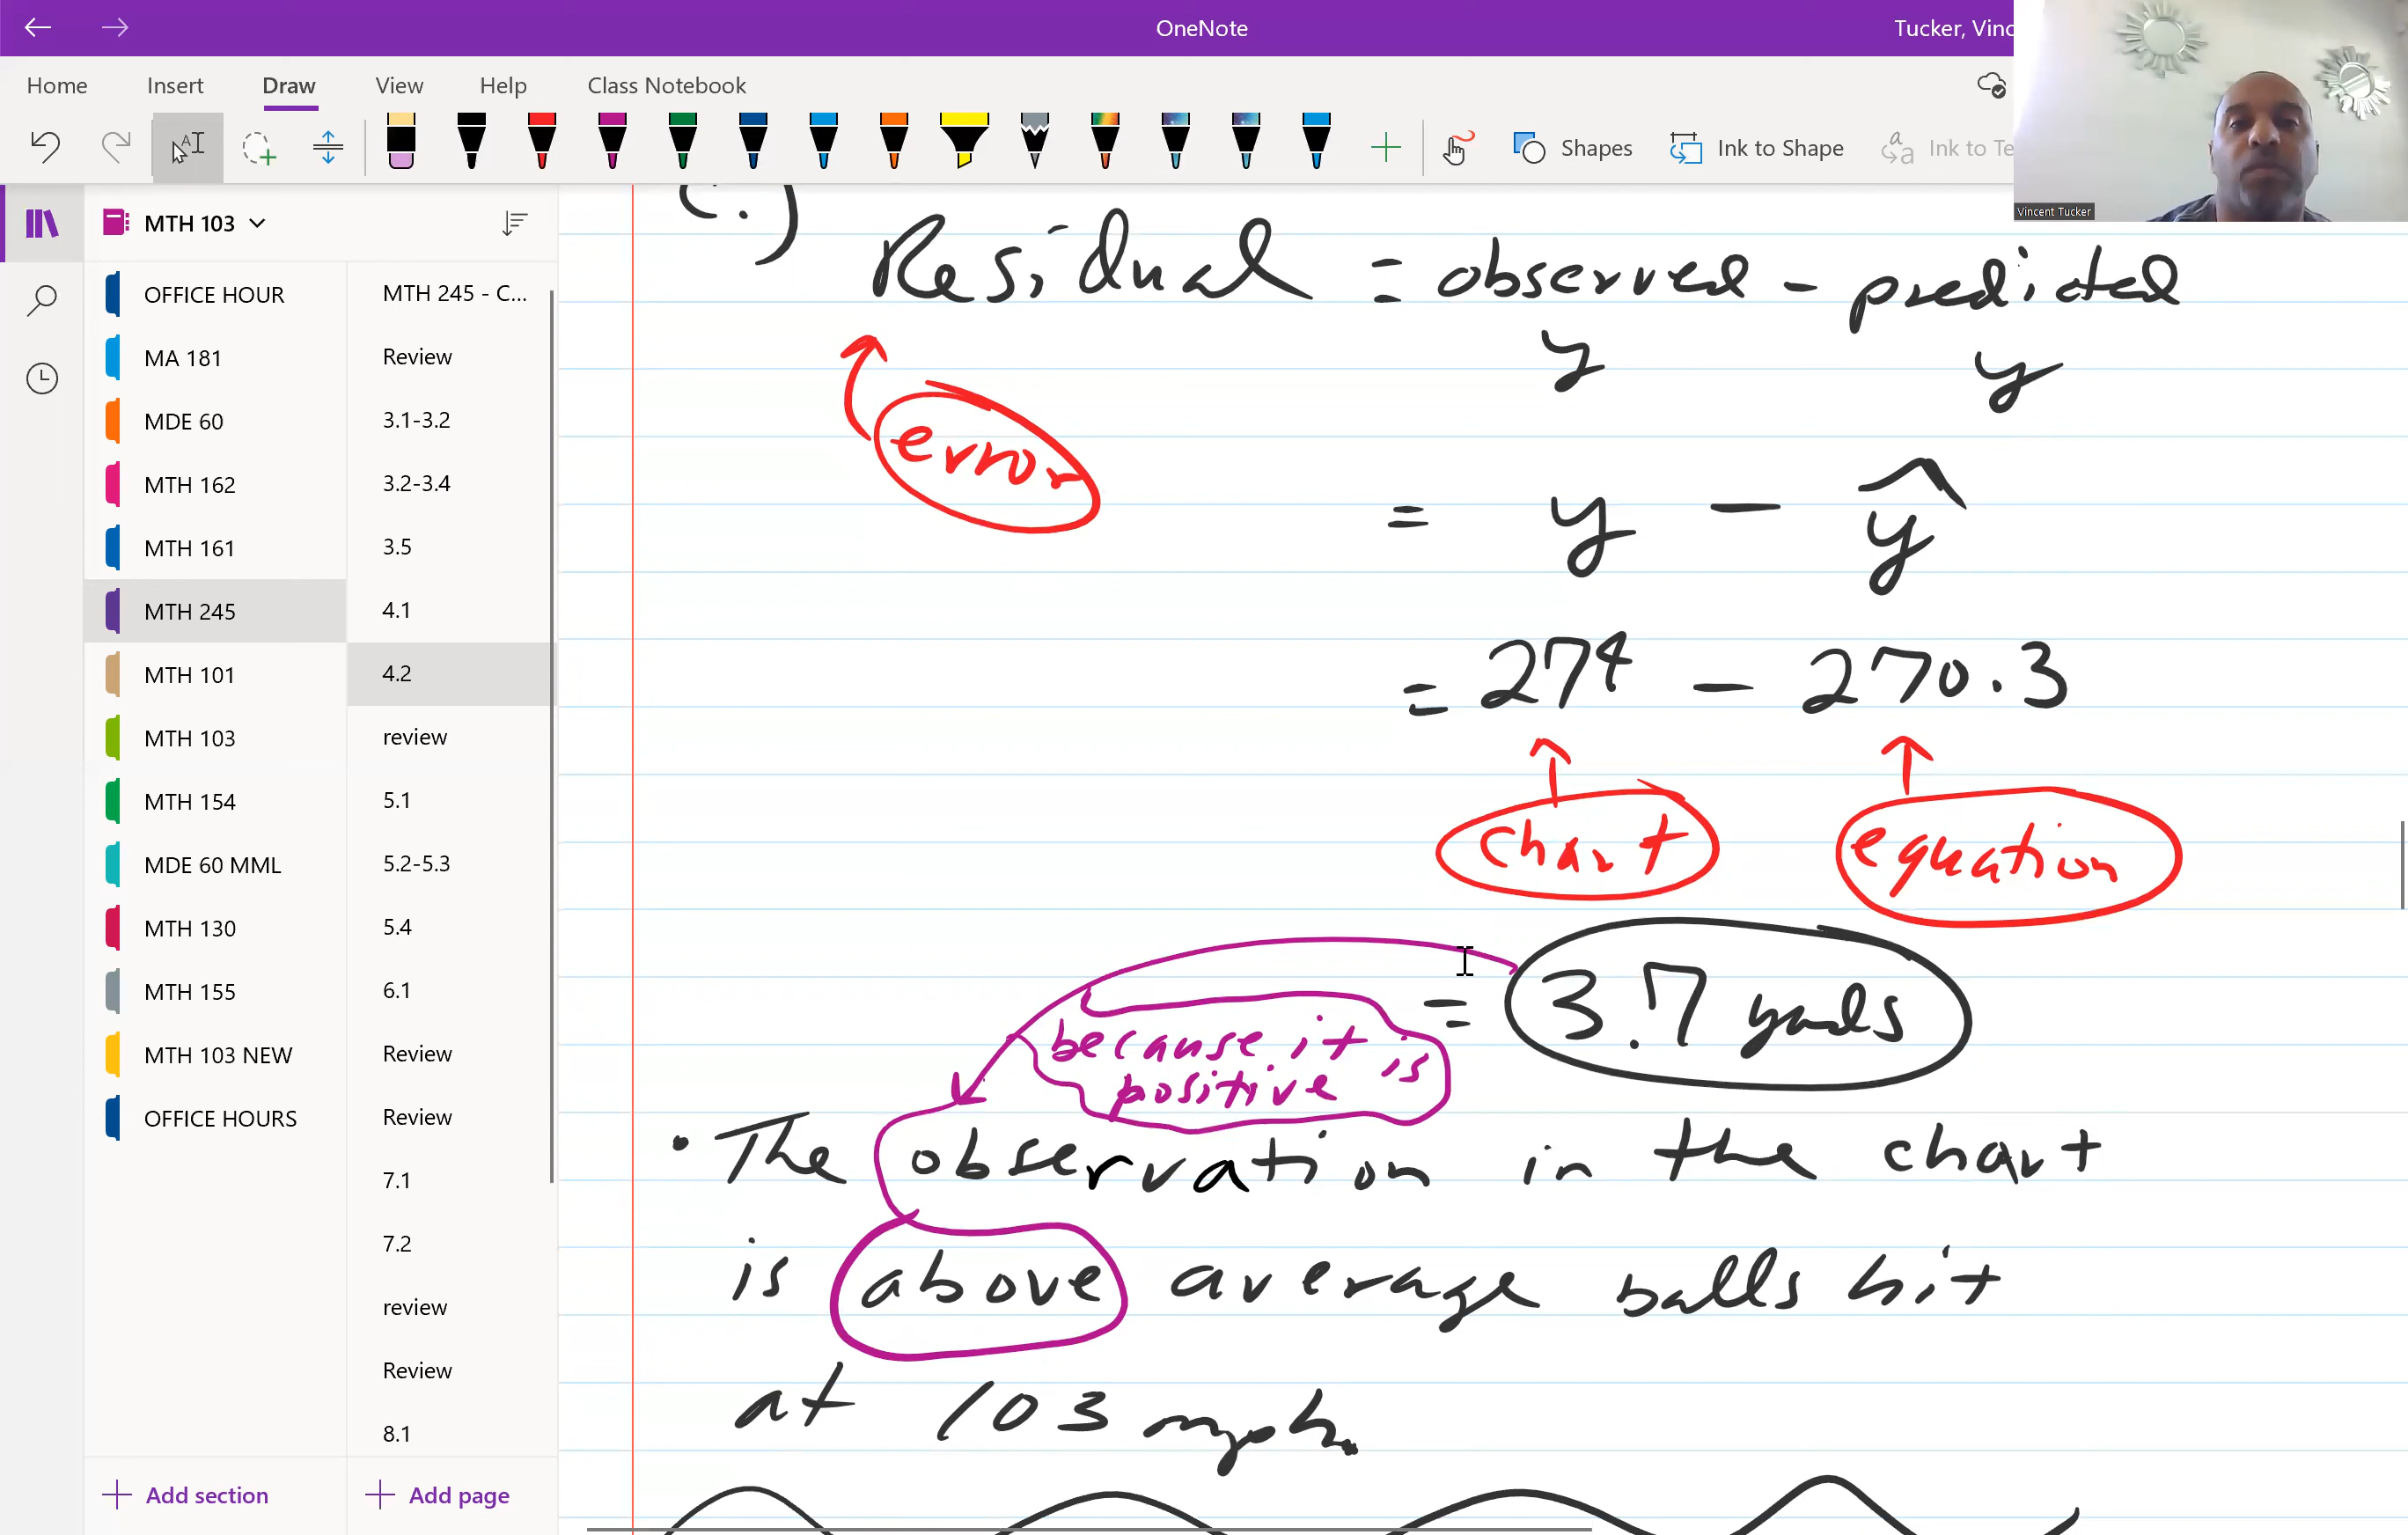 OneNote
Tucker, Vinc
Home Insert Draw View Help Class Notebook
Shapes Ink to Shape Ink to Te
Vincent Tucker
MTH 103
OFFICE HOUR
MA 181
MDE 60
MTH 162
MTH 161
MTH 245
MTH 101
MTH 103
MTH 154
MDE 60 MML
MTH 130
MTH 155
MTH 103 NEW
OFFICE HOURS
Add section
MTH 245 - C...
Review
3.1-3.2
3.2-3.4
3.5
4.1
4.2
review
5.1
5.2-5.3
5.4
6.1
Review
Review
7.1
7.2
review
Review
8.1
Add page
Residual = observed - predicted
y y
error
= y - ŷ
= 274 - 270.3
chart equation
= 3.7 yards
because it is
positive
• The observation in the chart
is above average balls hit
at 103 mph.